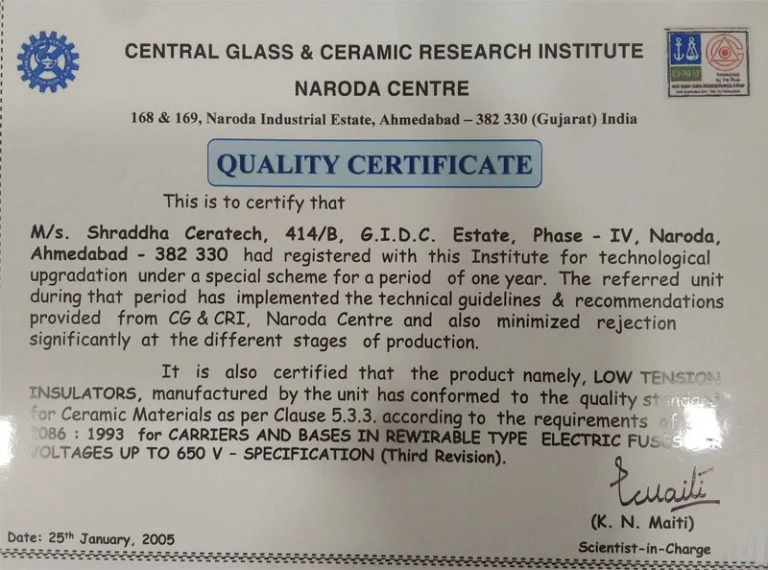 CENTRAL GLASS & CERAMIC RESEARCH INSTITUTE
NARODA CENTRE
168 & 169, Naroda Industrial Estate, Ahmedabad – 382 330 (Gujarat) India
DNV
QUALITY CERTIFICATE
This is to certify that
M/s. Shraddha Ceratech, 414/B, G.I.D.C. Estate, Phase - IV, Naroda,
Ahmedabad - 382 330 had registered with this Institute for technological
upgradation under a special scheme for a period of one year. The referred unit
during that period has implemented the technical guidelines & recommendations
provided from CG & CRI, Naroda Centre and also minimized rejection
significantly at the different stages of production.
It is also certified that the product namely, LOW TENSION
INSULATORS, manufactured by the unit has conformed to the quality standard
for Ceramic Materials as per Clause 5.3.3. according to the requirements of
2086 : 1993 for CARRIERS AND BASES IN REWIRABLE TYPE ELECTRIC
VOLTAGES UP TO 650 V - SPECIFICATION (Third Revision).
(K. N. Maiti)
Scientist-in-Charge
Date: 25th January, 2005